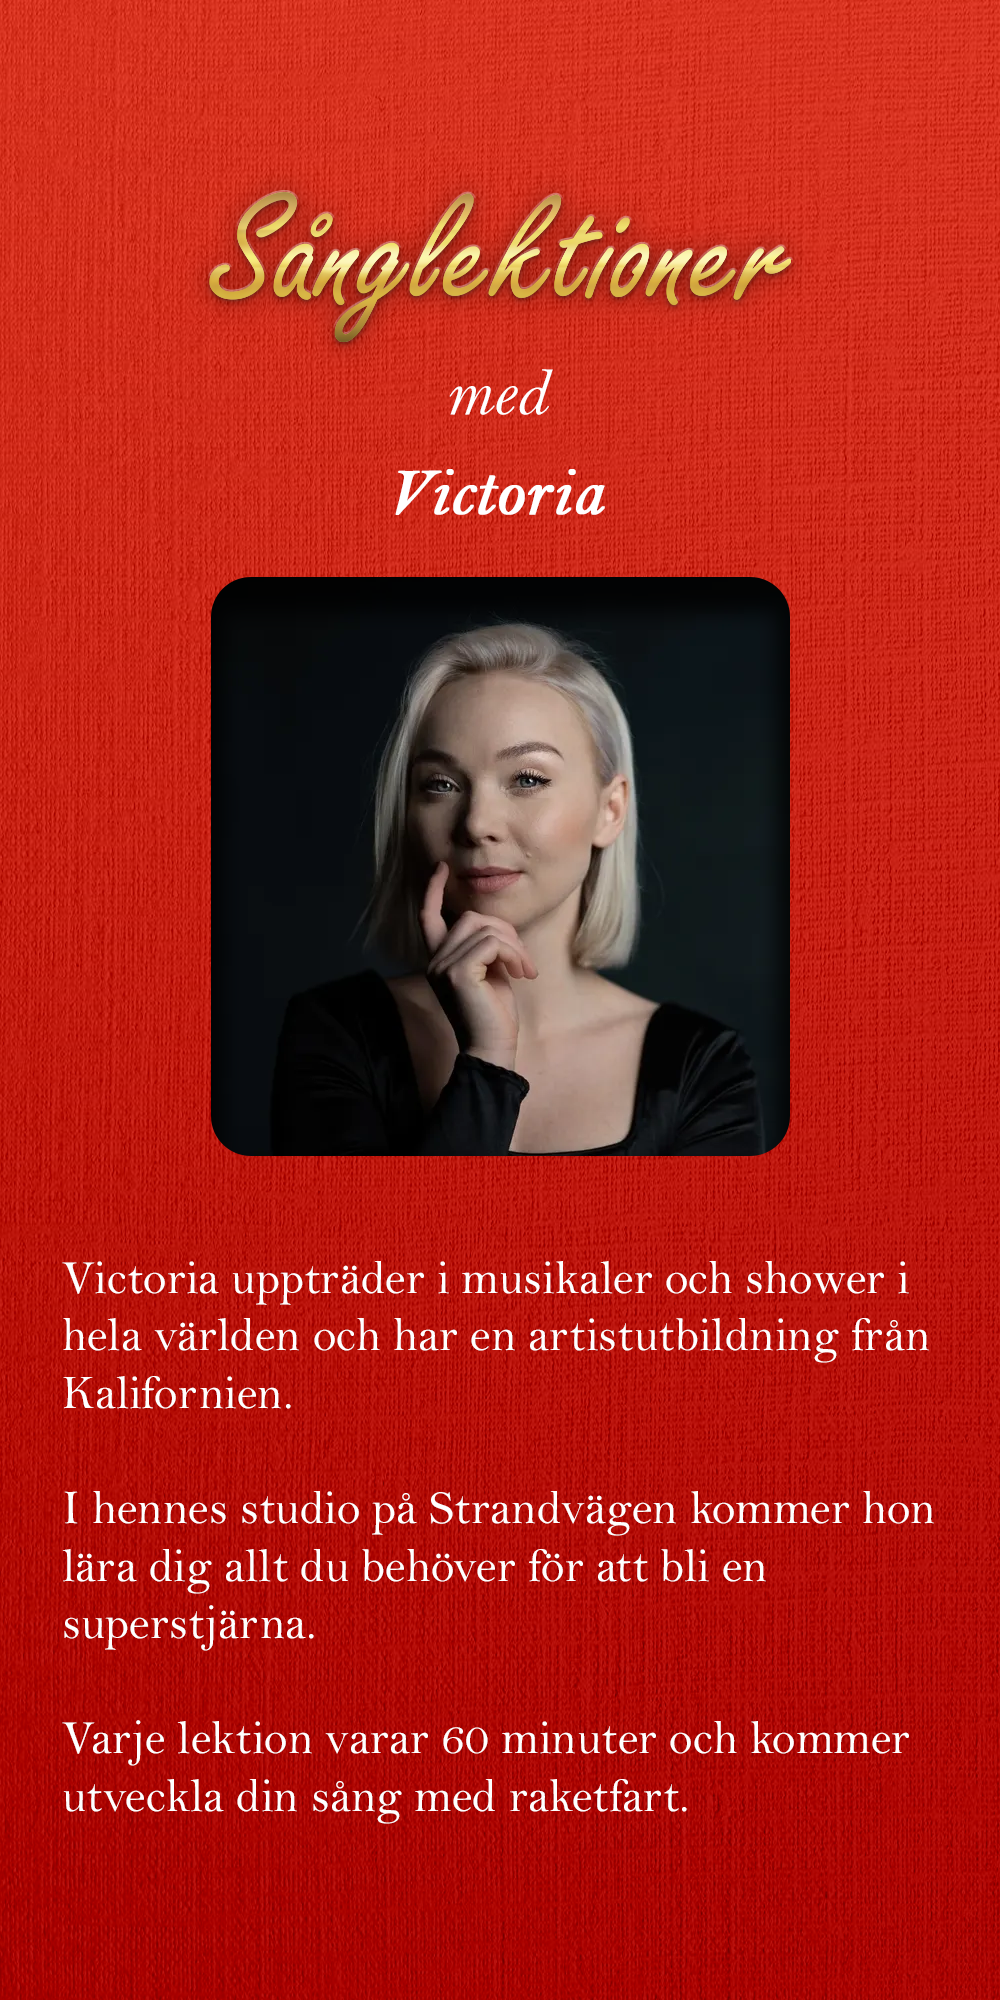 Sånglektioner
med
Victoria
Victoria uppträder i musikaler och shower i
hela världen och har en artistutbildning från
Kalifornien.
I hennes studio på Strandvägen kommer hon
lära dig allt du behöver för att bli en
superstjärna.
Varje lektion varar 60 minuter och kommer
utveckla din sång med raketfart.